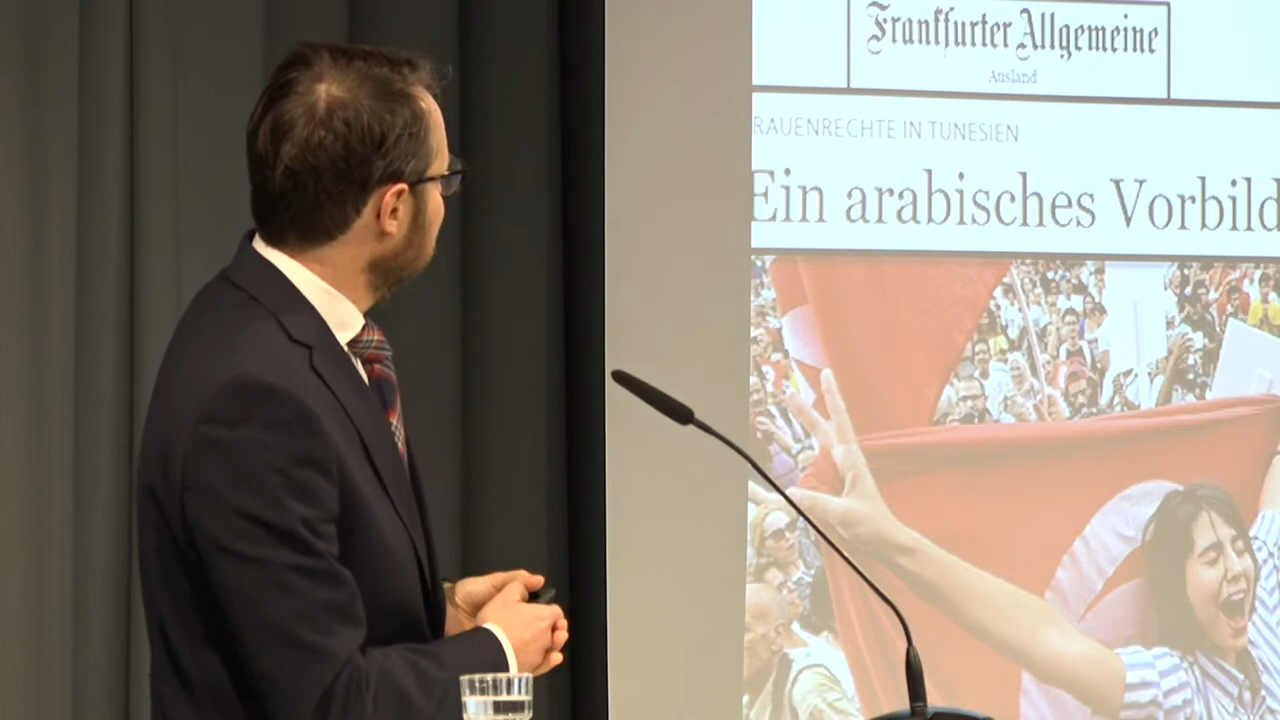 Frankfurter Allgemeine
Ausland
RAUENRECHTE IN TUNESIEN
Ein arabisches Vorbild